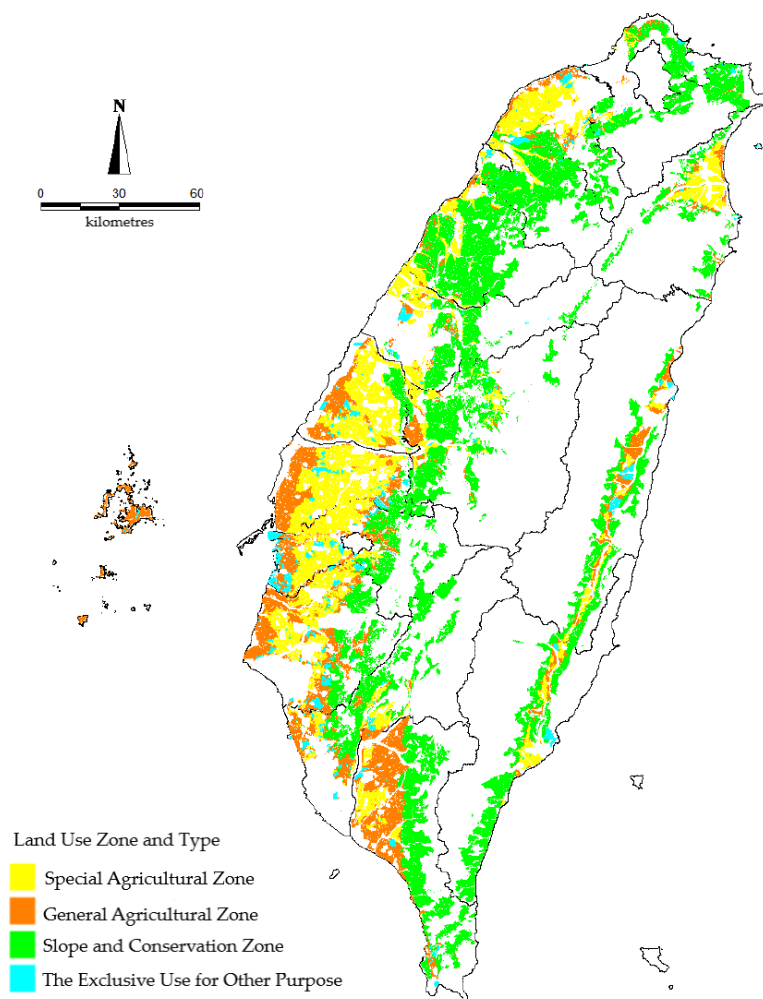 N
0 30 60
kilometres
Land Use Zone and Type
Special Agricultural Zone
General Agricultural Zone
Slope and Conservation Zone
The Exclusive Use for Other Purpose